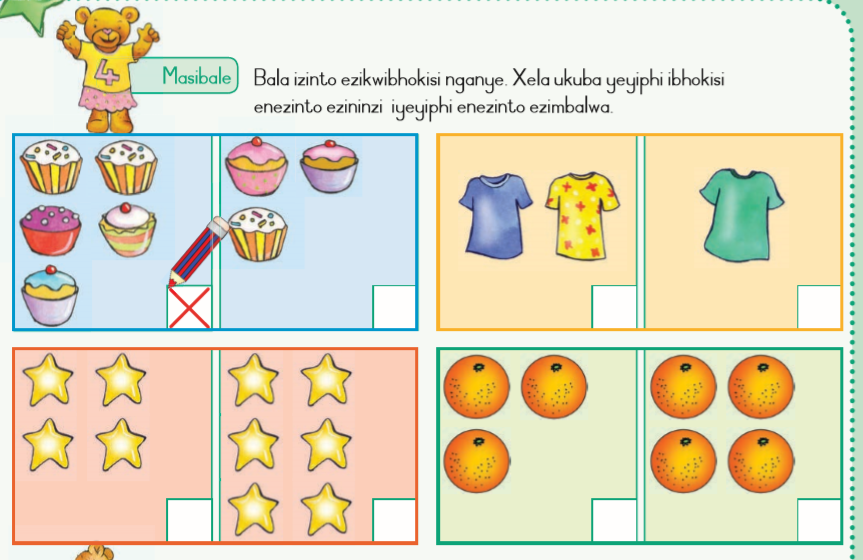 4
Masibale
Bala izinto ezikwibhokisi nganye. Xela ukuba yeyiphi ibhokisi
enezinto ezininzi iyeyiphi enezinto ezimbalwa.